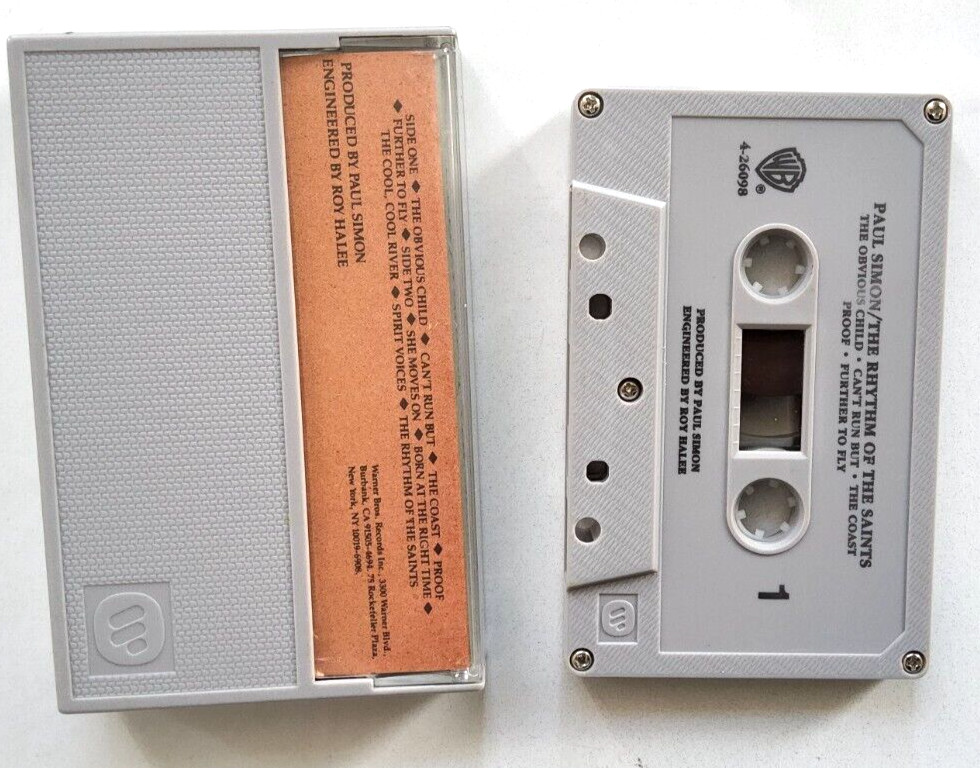 SIDE ONE ◆ THE OBVIOUS CHILD ◆ CAN'T RUN BUT ◆ THE COAST ◆ PROOF
◆ FURTHER TO FLY ◆ SIDE TWO ◆ SHE MOVES ON ◆ BORN AT THE RIGHT TIME ◆
THE COOL, COOL RIVER ◆ SPIRIT VOICES ◆ THE RHYTHM OF THE SAINTS
PRODUCED BY PAUL SIMON
ENGINEERED BY ROY HALEE
Warner Bros. Records Inc., 3300 Warner Blvd.,
Burbank, CA 91505-4694. 75 Rockefeller Plaza,
New York, NY 10019-6908.
PAUL SIMON/THE RHYTHM OF THE SAINTS
THE OBVIOUS CHILD • CAN'T RUN BUT • THE COAST
PROOF • FURTHER TO FLY
WB®
4-26098
1
PRODUCED BY PAUL SIMON
ENGINEERED BY ROY HALEE